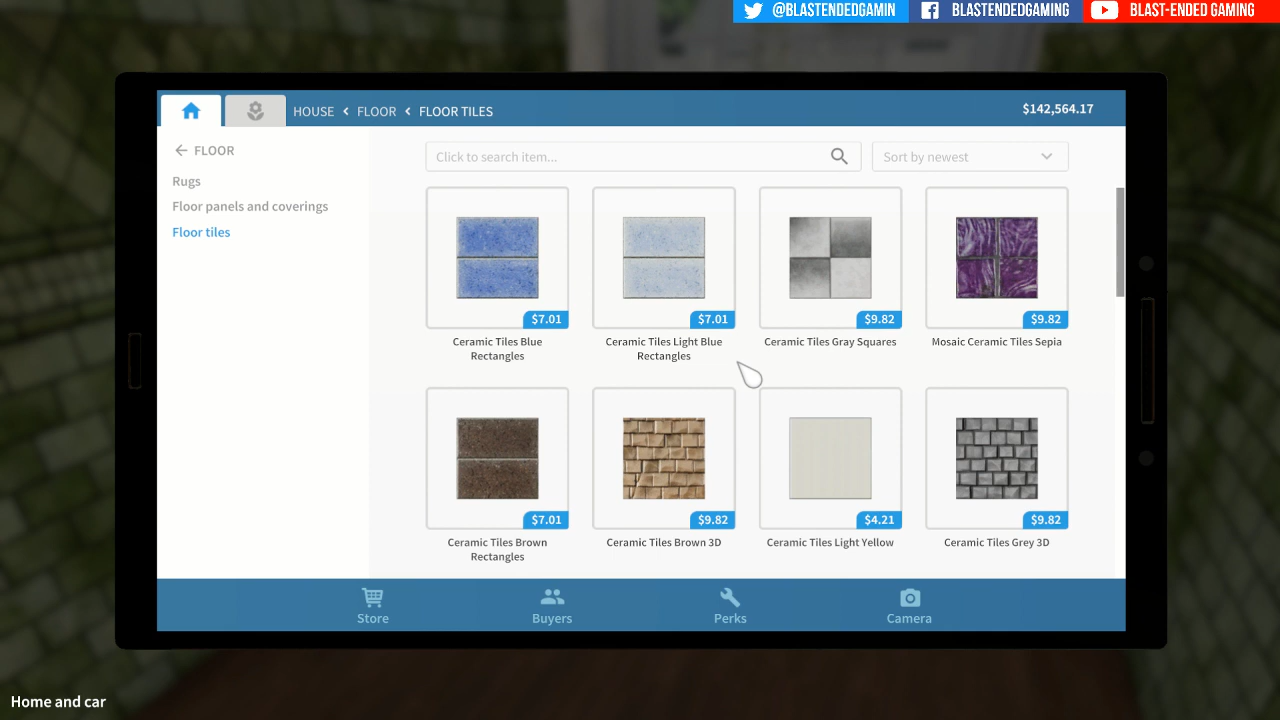 @BLASTENDEDGAMIN BLASTENDEDGAMING BLAST-ENDED GAMING
HOUSE < FLOOR < FLOOR TILES
$142,564.17
← FLOOR
Rugs
Floor panels and coverings
Floor tiles
Click to search item...
Sort by newest
$7.01 $7.01 $9.82 $9.82
Ceramic Tiles Blue
Rectangles
Ceramic Tiles Light Blue
Rectangles
Ceramic Tiles Gray Squares
Mosaic Ceramic Tiles Sepia
$7.01 $9.82 $4.21 $9.82
Ceramic Tiles Brown
Rectangles
Ceramic Tiles Brown 3D
Ceramic Tiles Light Yellow
Ceramic Tiles Grey 3D
Store Buyers Perks Camera
Home and car